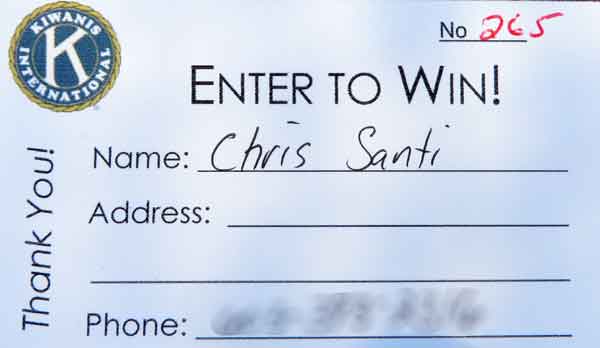 KIWANIS
INTERNATIONAL
K
No 265
ENTER TO WIN!
Thank You!
Name: Chris Santi
Address:
Phone: